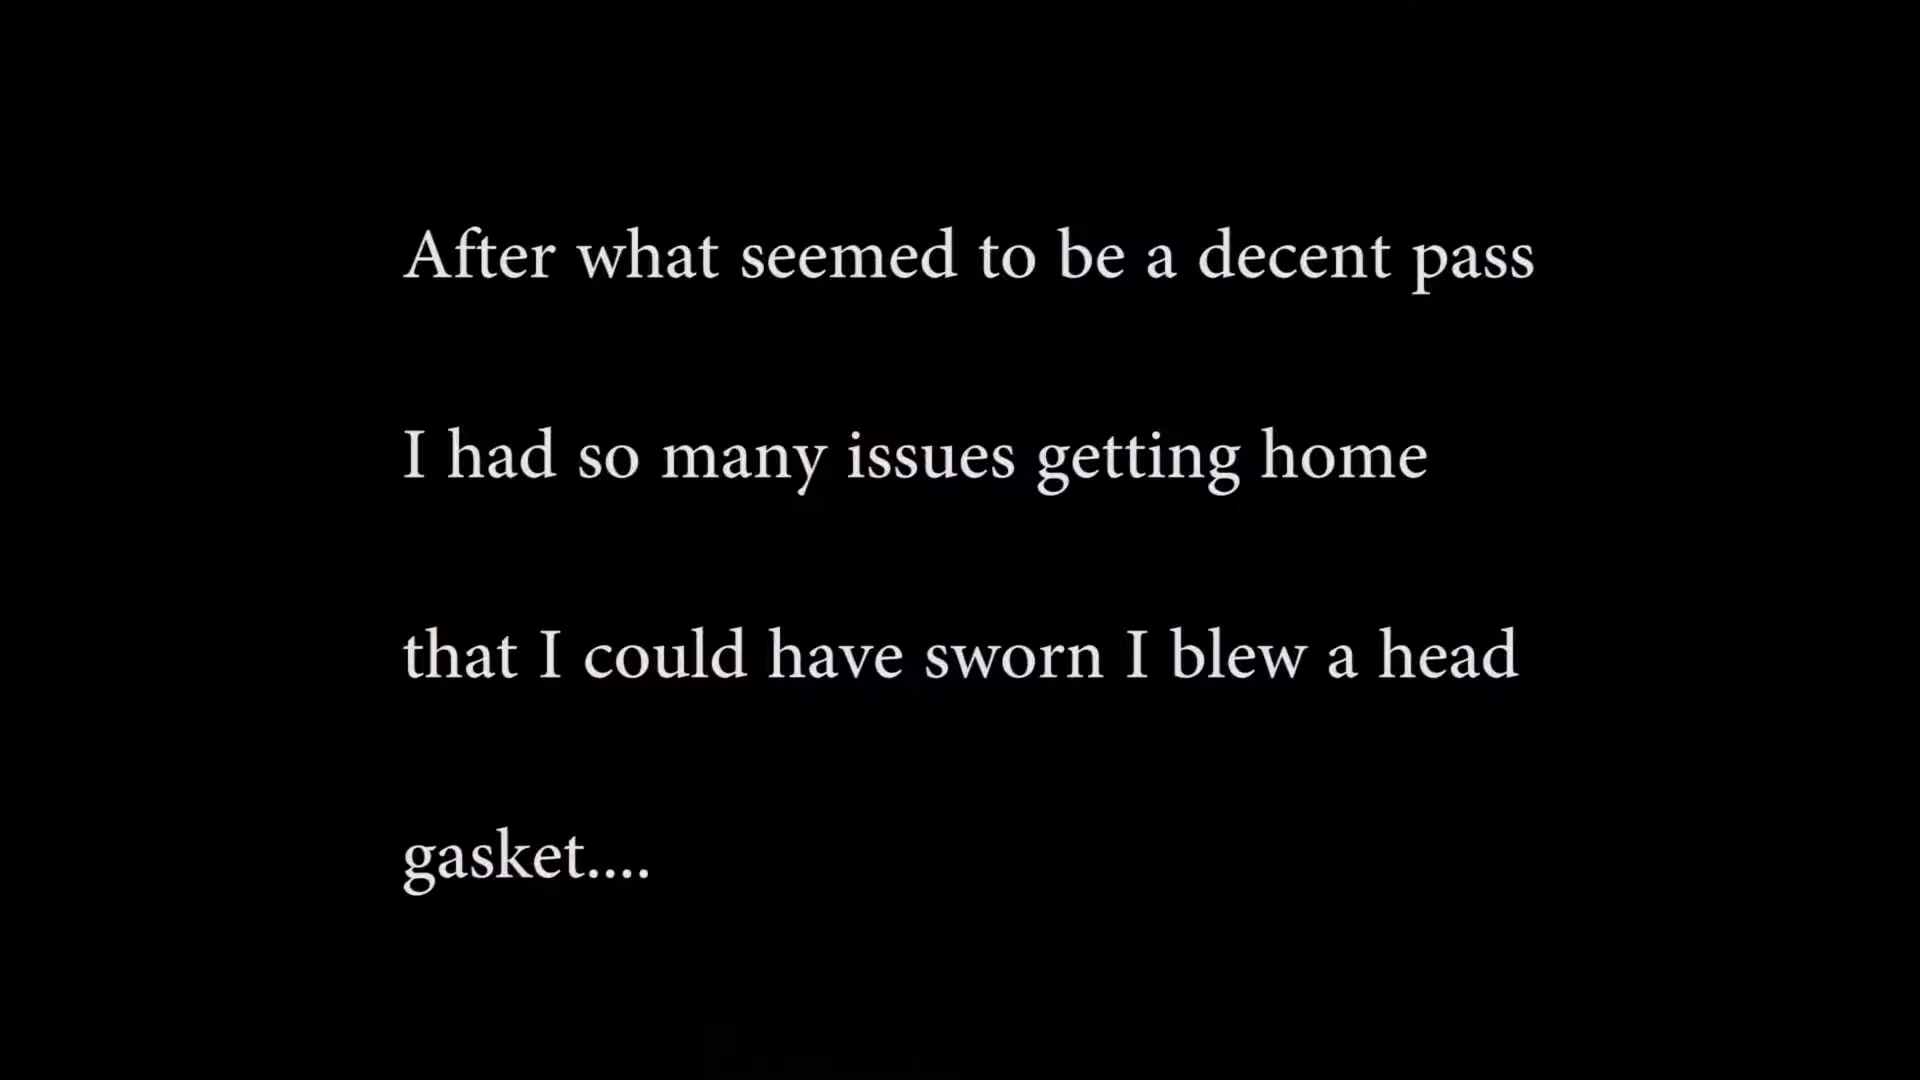 After what seemed to be a decent pass
I had so many issues getting home
that I could have sworn I blew a head
gasket....